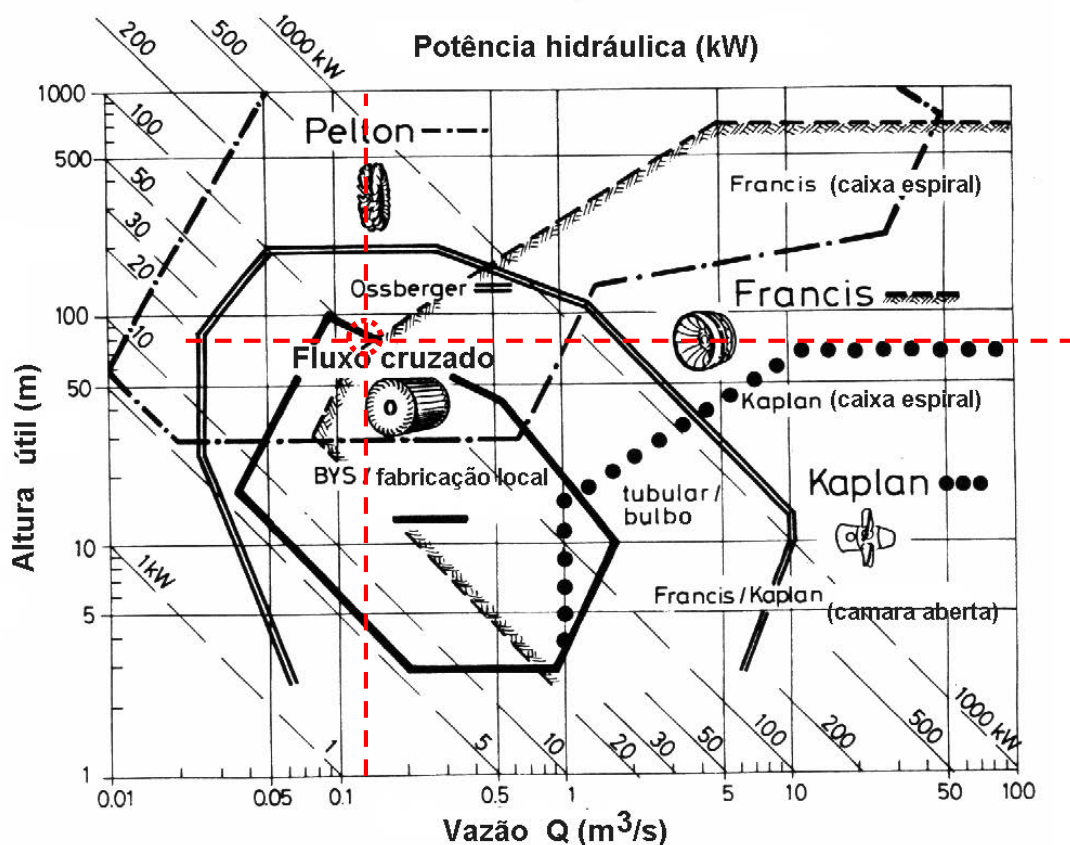 Potência hidráulica (kW)
200
500
1000 kW
1000
500
100
50
10
5
1
Altura útil (m)
100
50
30
20
10
1kW
Pelton
Francis (caixa espiral)
Ossberger
Francis
Fluxo cruzado
Kaplan (caixa espiral)
BYS / fabricação local
tubular/
bulbo
Kaplan
Francis/Kaplan (camara aberta)
1
5
10
20
30
50
100
200
500
1000 kW
0.01
0.05
0.1
0.5
1
5
10
50
100
Vazão Q (m³/s)